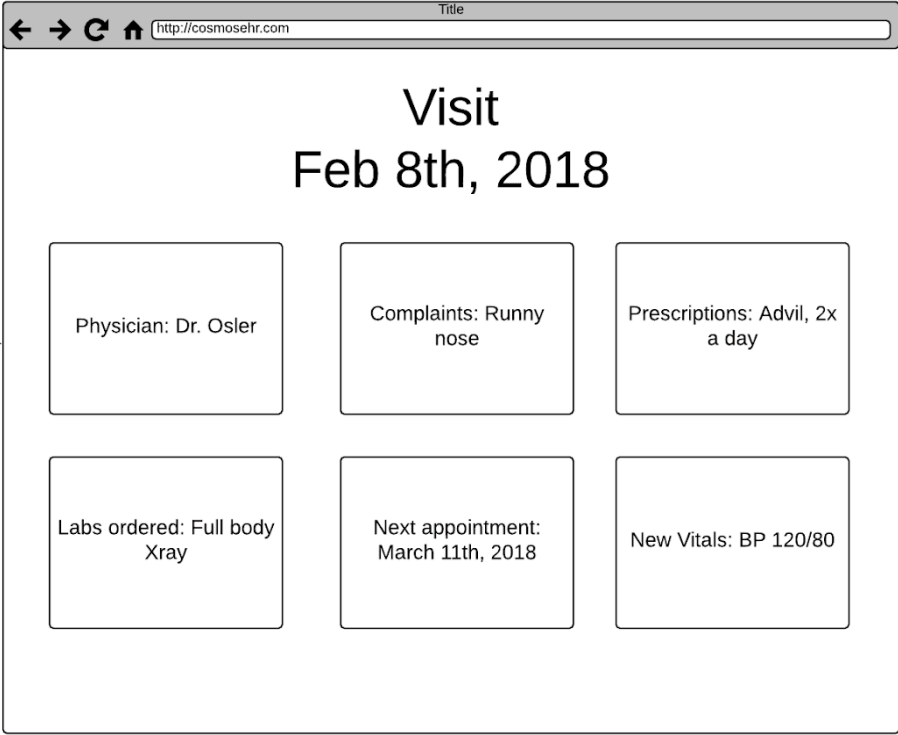 Title
http://cosmosehr.com
Visit
Feb 8th, 2018
Physician: Dr. Osler
Complaints: Runny
nose
Prescriptions: Advil, 2x
a day
Labs ordered: Full body
Xray
Next appointment:
March 11th, 2018
New Vitals: BP 120/80